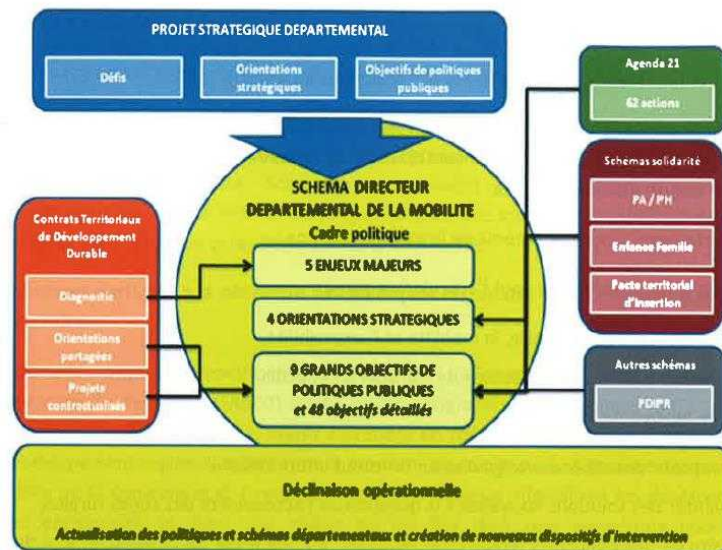 PROJET STRATEGIQUE DEPARTEMENTAL
Défis
Orientations
stratégiques
Objectifs de politiques
publiques
Agenda 21
62 actions
Schémas solidarité
PA / PH
Enfance Famille
Pacte territorial
d'insertion
Autres schémas
PDIPR
Contrats Territoriaux
de Développement
Durable
Diagnostic
Orientations
partagées
Projets
contractualisés
SCHEMA DIRECTEUR
DEPARTEMENTAL DE LA MOBILITE
Cadre politique
5 ENJEUX MAJEURS
4 ORIENTATIONS STRATEGIQUES
9 GRANDS OBJECTIFS DE
POLITIQUES PUBLIQUES
et 48 objectifs détaillés
Déclinaison opérationnelle
Actualisation des politiques et schémas départementaux et création de nouveaux dispositifs d'intervention